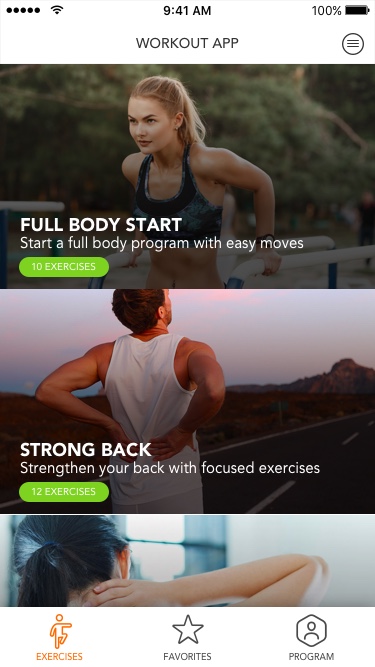 9:41 AM
100%
WORKOUT APP
FULL BODY START
Start a full body program with easy moves
10 EXERCISES
STRONG BACK
Strengthen your back with focused exercises
12 EXERCISES
EXERCISES
FAVORITES
PROGRAM